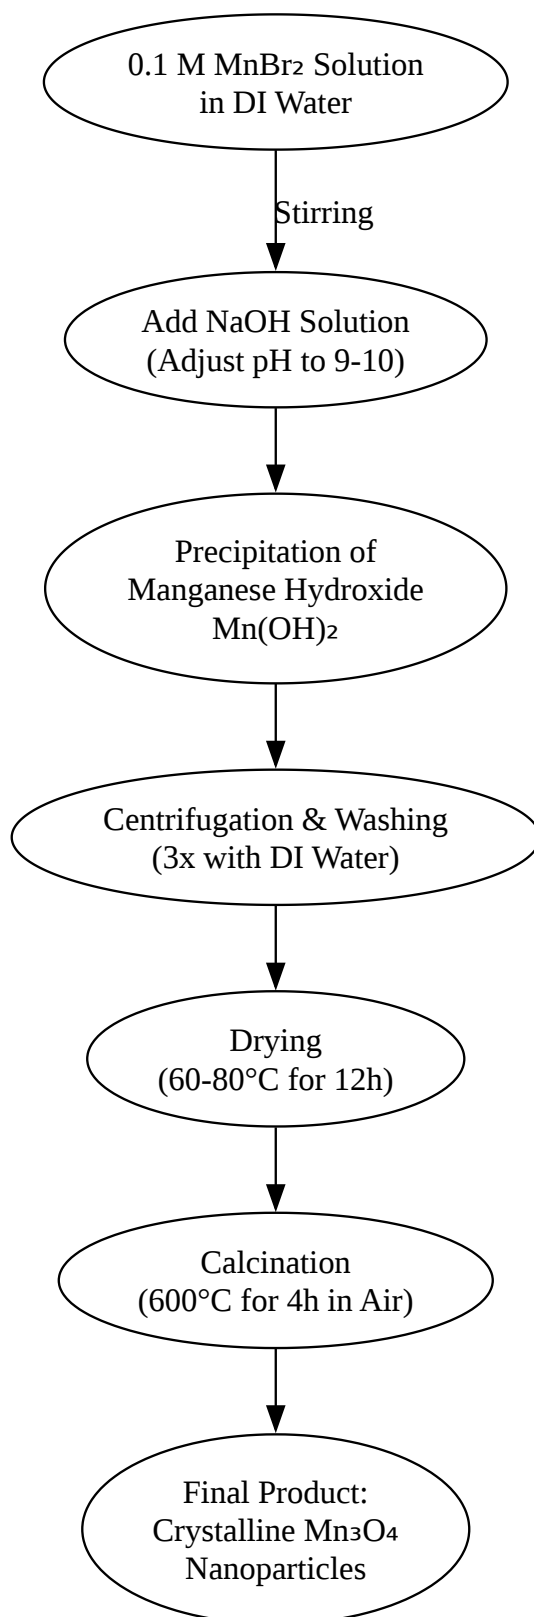 0.1 M MnBr₂ Solution
in DI Water
Stirring
Add NaOH Solution
(Adjust pH to 9-10)
Precipitation of
Manganese Hydroxide
Mn(OH)₂
Centrifugation & Washing
(3x with DI Water)
Drying
(60-80°C for 12h)
Calcination
(600°C for 4h in Air)
Final Product:
Crystalline Mn₃O₄
Nanoparticles